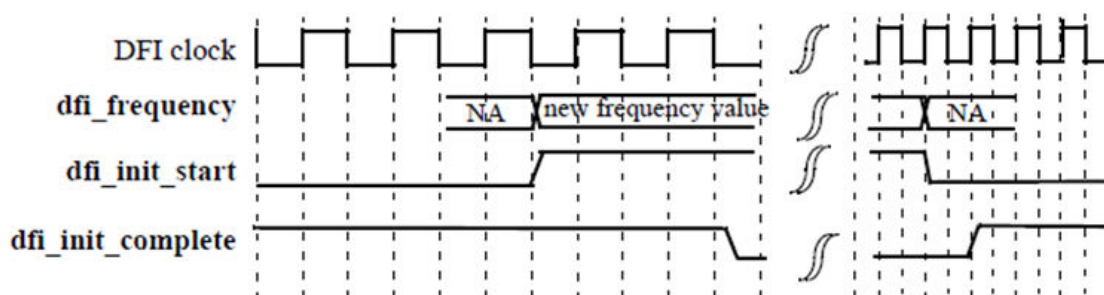 DFI clock
dfi_frequency NA new frequency value NA
dfi_init_start
dfi_init_complete